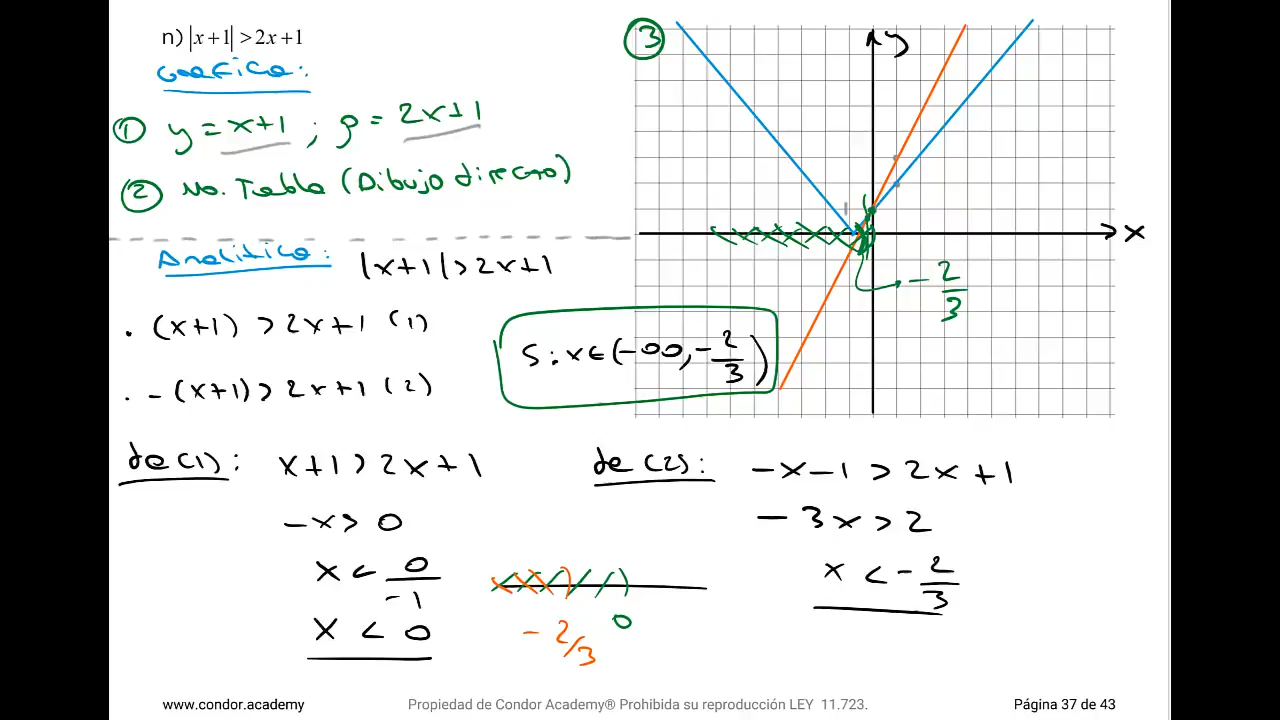 n) |x+1| > 2x+1
Grafica:
① y = x+1 ; p = 2x+1
② No. Tabla (Dibujo directo)
③
y
x
- 2/3
Analitica: |x+1| > 2x+1
. (x+1) > 2x+1 (1)
. -(x+1) > 2x+1 (2)
S: x ∈ (-∞, -2/3)
de(1): x+1 > 2x+1
-x > 0
x < 0/-1
x < 0
- 2/3
0
de(2): -x-1 > 2x+1
- 3x > 2
x < - 2/3
www.condor.academy
Propiedad de Condor Academy® Prohibida su reproducción LEY 11.723.
Página 37 de 43